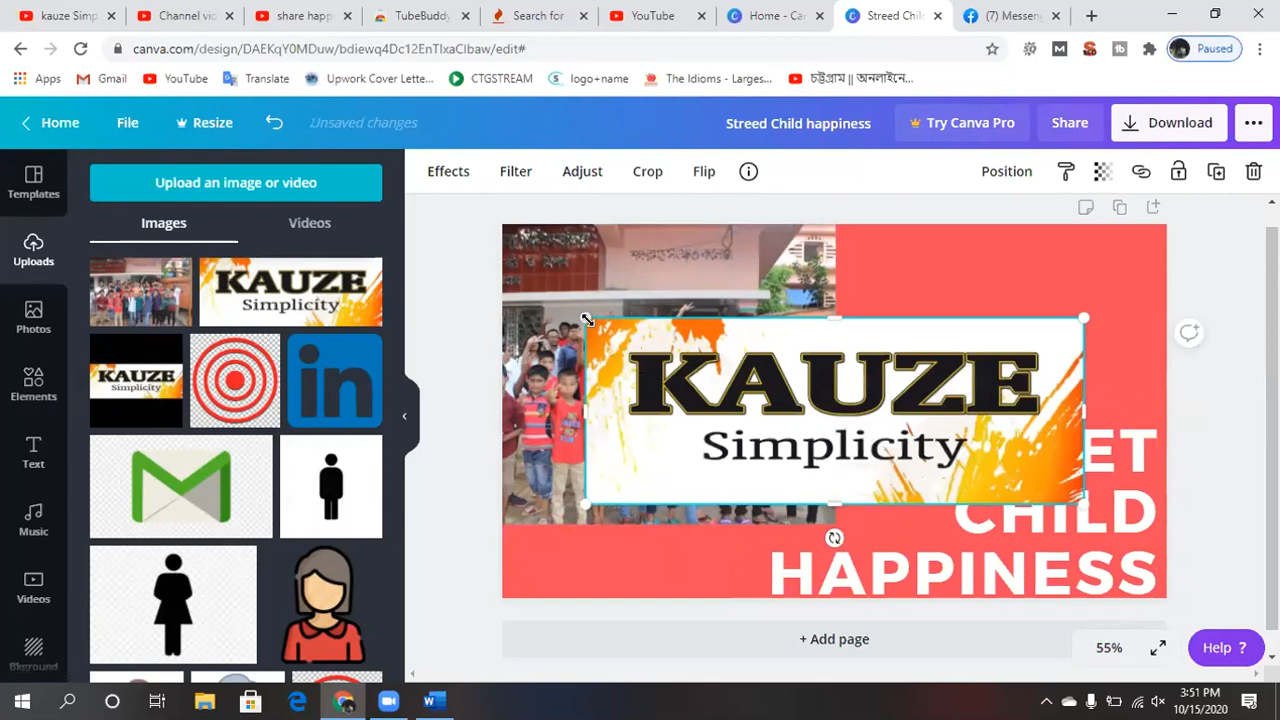 kauze Simp
Channel vi
share happ
TubeBuddy
Search for
YouTube
Home - Ca
Streed Chil
(7) Messen
canva.com/design/DAEKqY0MDuw/bdiewq4Dc12EnTlxaClbaw/edit#
Paused
Apps
Gmail
YouTube
Translate
Upwork Cover Lette...
CTGSTREAM
logo+name
The Idioms - Larges...
চট্টগ্রাম || অনলাইনে...
Home
File
Resize
Unsaved changes
Streed Child happiness
Try Canva Pro
Share
Download
Templates
Uploads
Photos
Elements
Text
Music
Videos
Bkground
Upload an image or video
Images
Videos
KAUZE
Simplicity
KAUZE
Simplicity
in
Effects
Filter
Adjust
Crop
Flip
Position
KAUZE
Simplicity
ET
CHILD
HAPPINESS
+ Add page
55%
Help ?
3:51 PM
10/15/2020